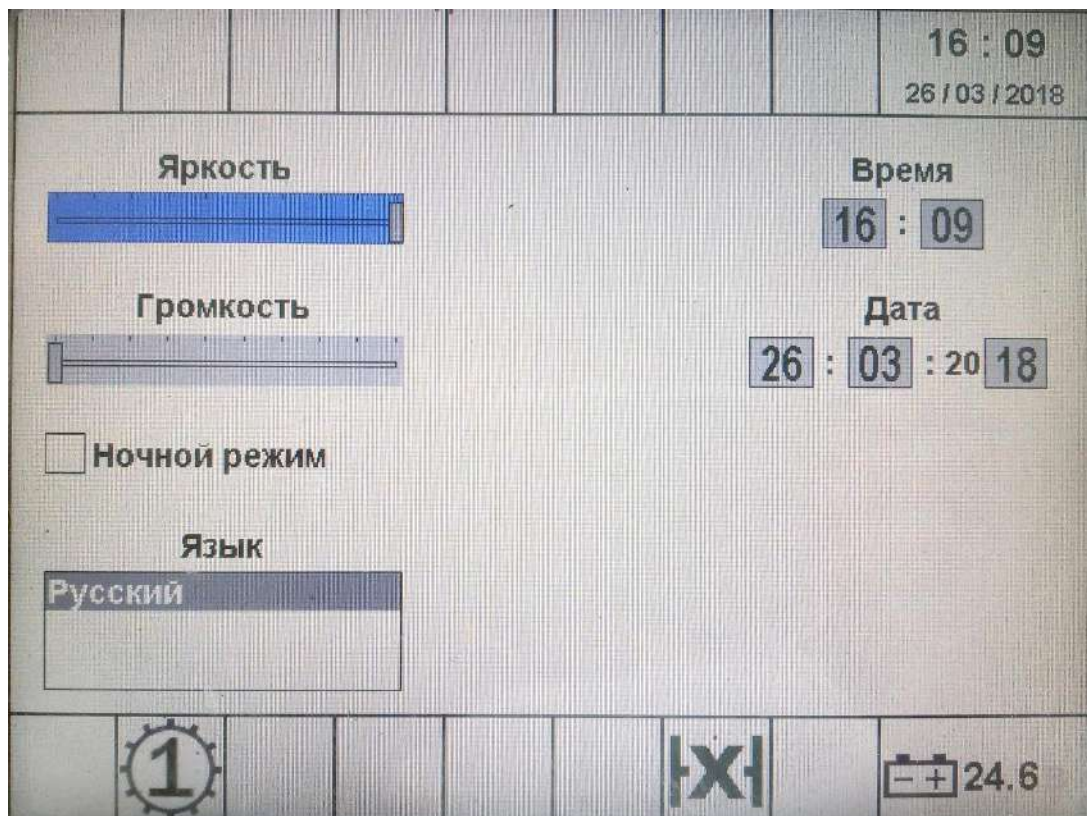 16 : 09
26 / 03 / 2018
Яркость
Время
16 : 09
Громкость
Дата
26 : 03 : 20 18
Ночной режим
Язык
Русский
1
- + 24.6